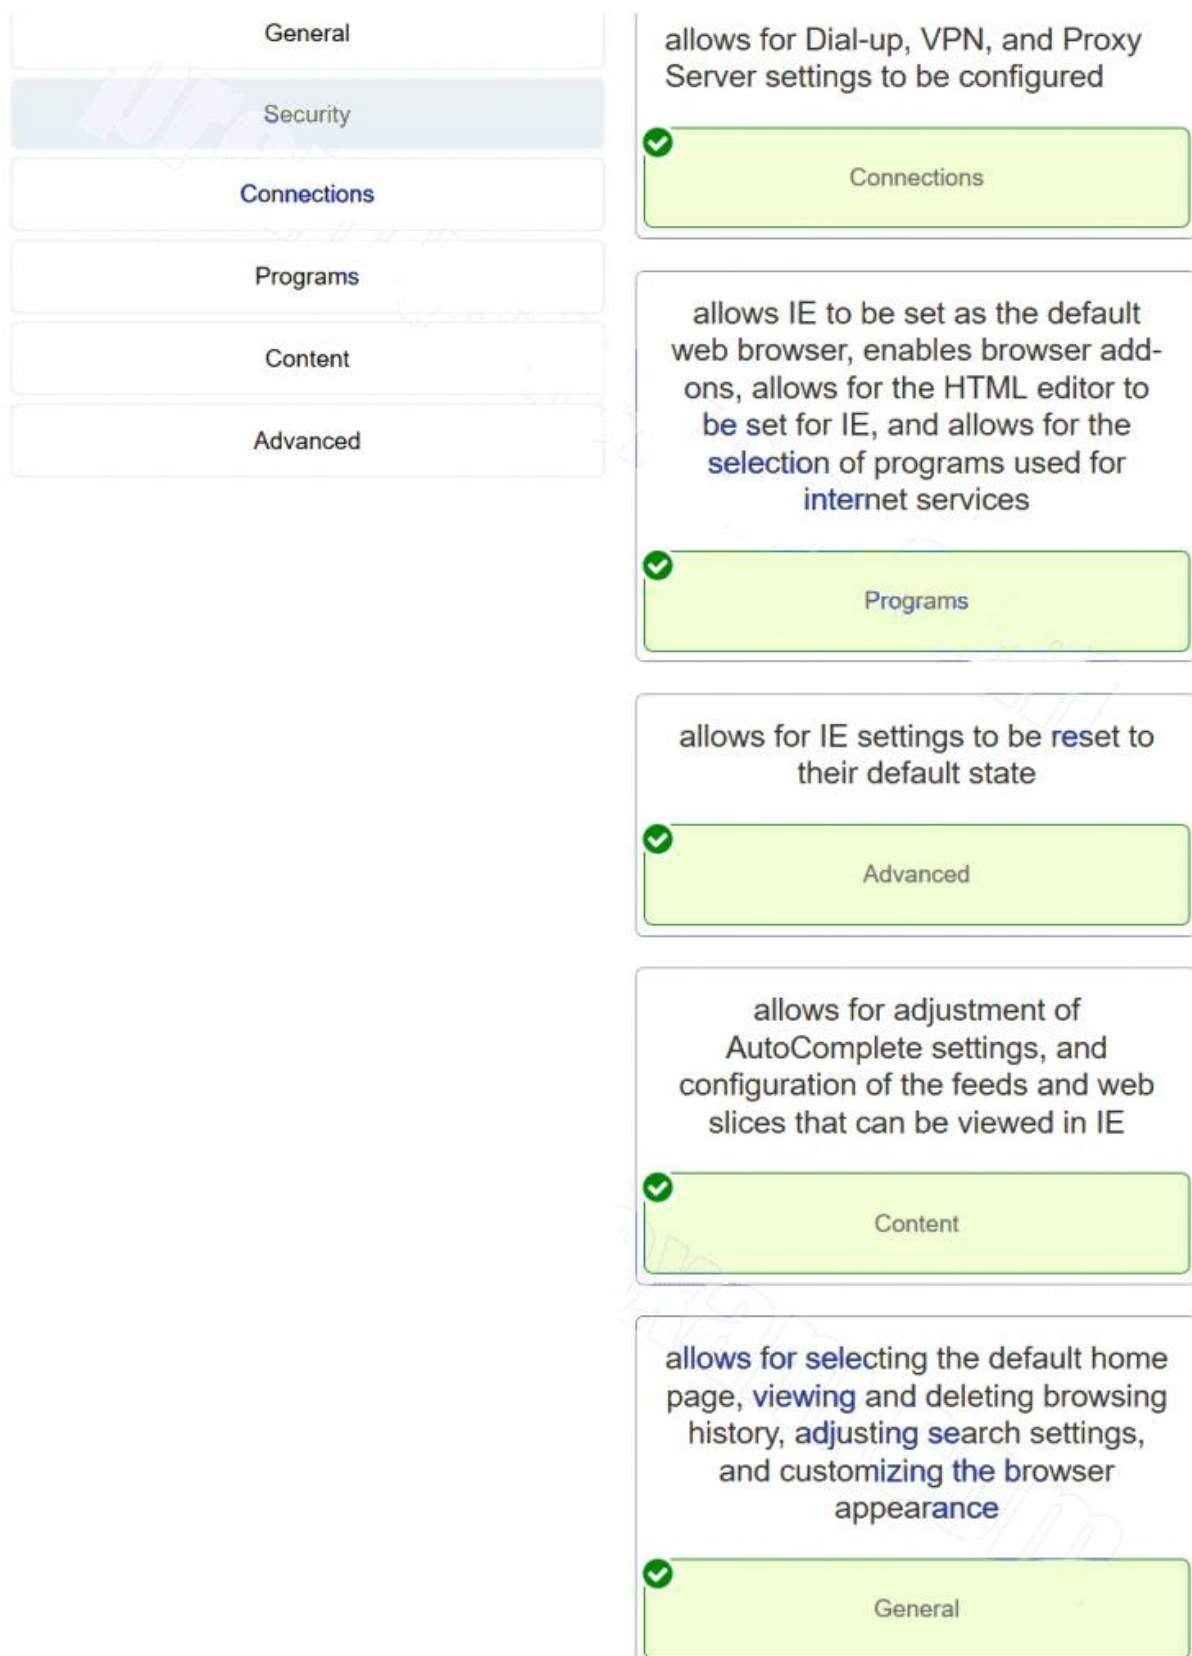 General
Security
Connections
Programs
Content
Advanced
allows for Dial-up, VPN, and Proxy
Server settings to be configured
Connections
allows IE to be set as the default
web browser, enables browser add-
ons, allows for the HTML editor to
be set for IE, and allows for the
selection of programs used for
internet services
Programs
allows for IE settings to be reset to
their default state
Advanced
allows for adjustment of
AutoComplete settings, and
configuration of the feeds and web
slices that can be viewed in IE
Content
allows for selecting the default home
page, viewing and deleting browsing
history, adjusting search settings,
and customizing the browser
appearance
General